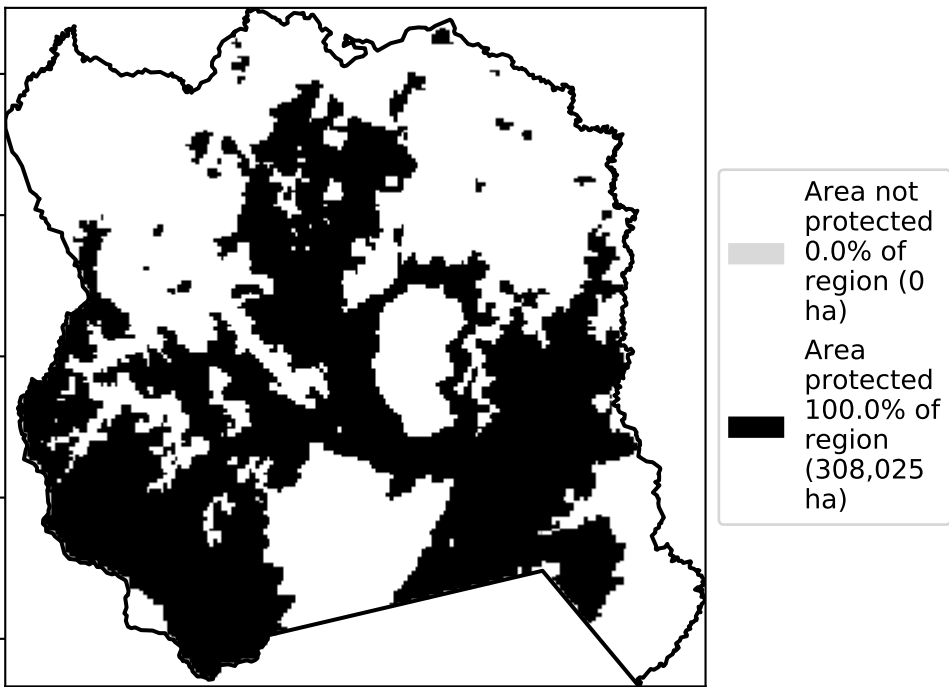 Area not
protected
0.0% of
region (0
ha)
Area
protected
100.0% of
region
(308,025
ha)